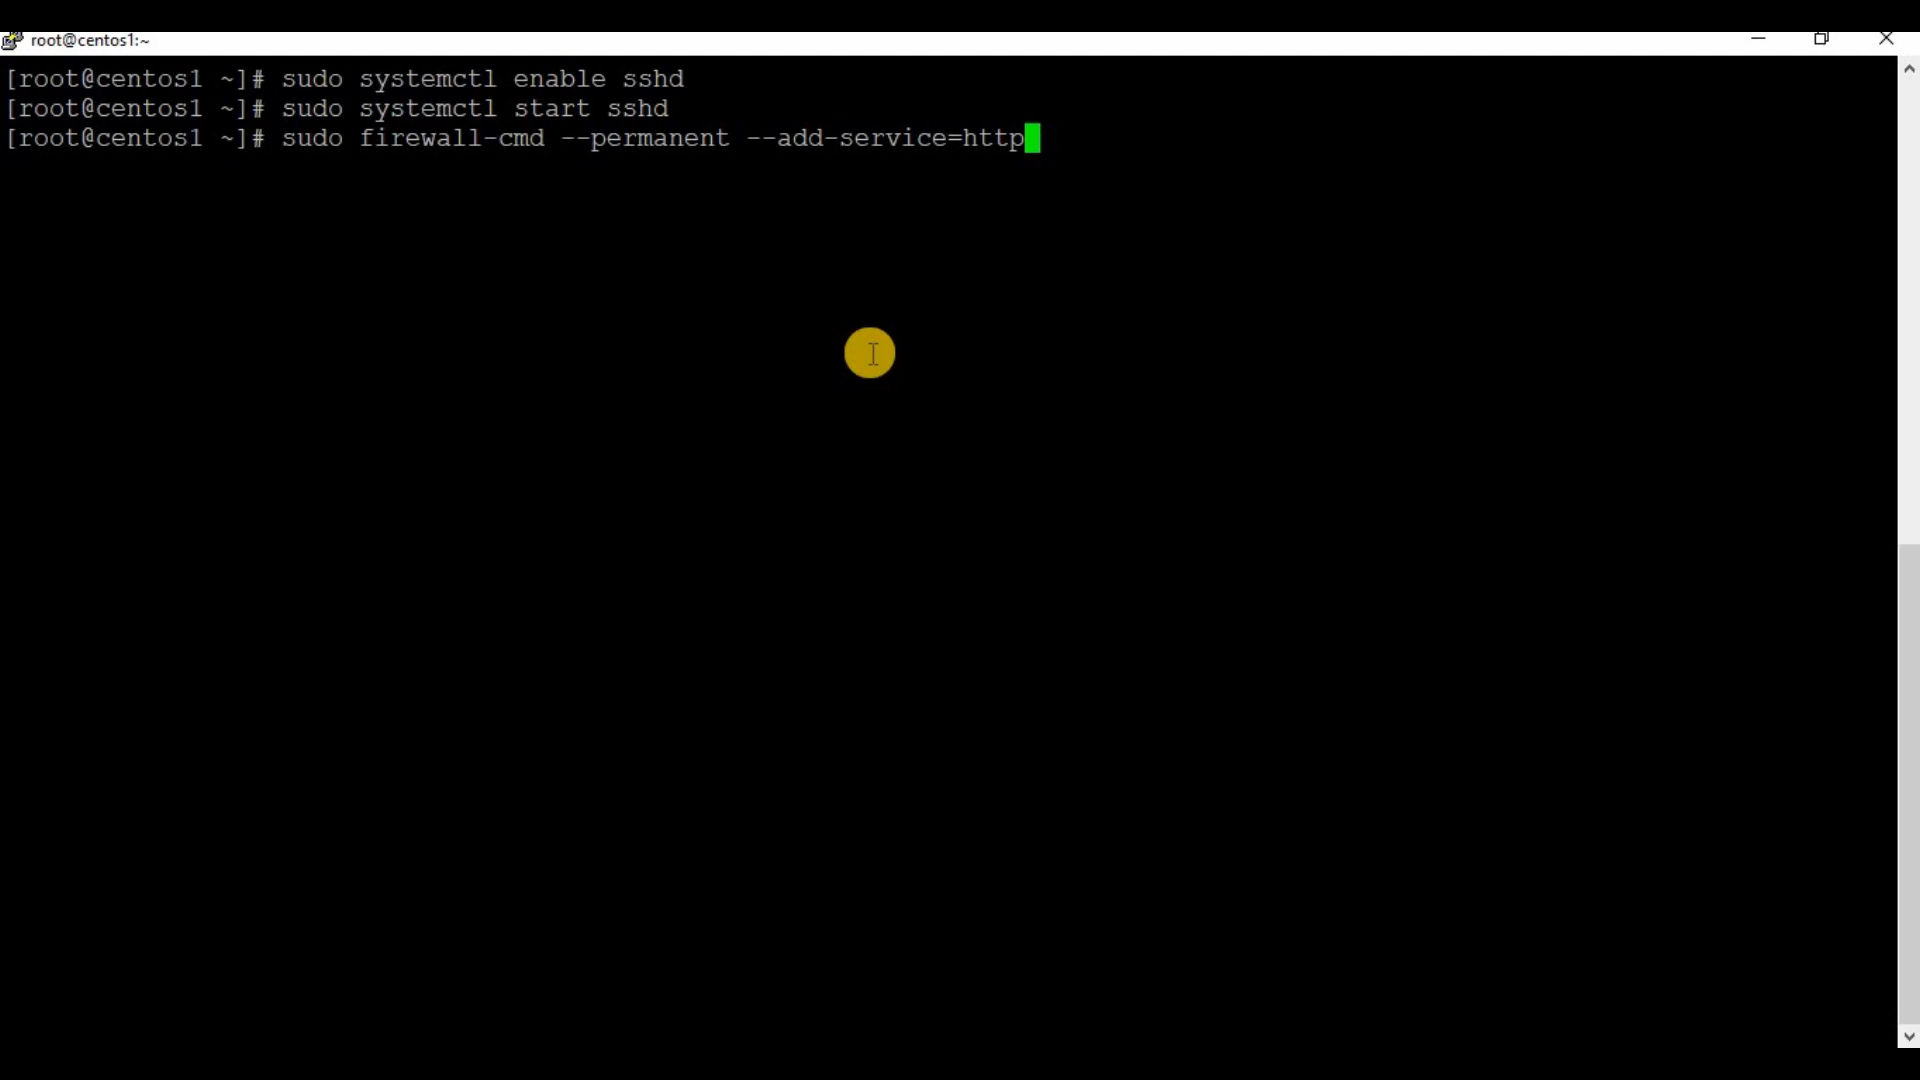 root@centos1:~
[root@centos1 ~]# sudo systemctl enable sshd
[root@centos1 ~]# sudo systemctl start sshd
[root@centos1 ~]# sudo firewall-cmd --permanent --add-service=http